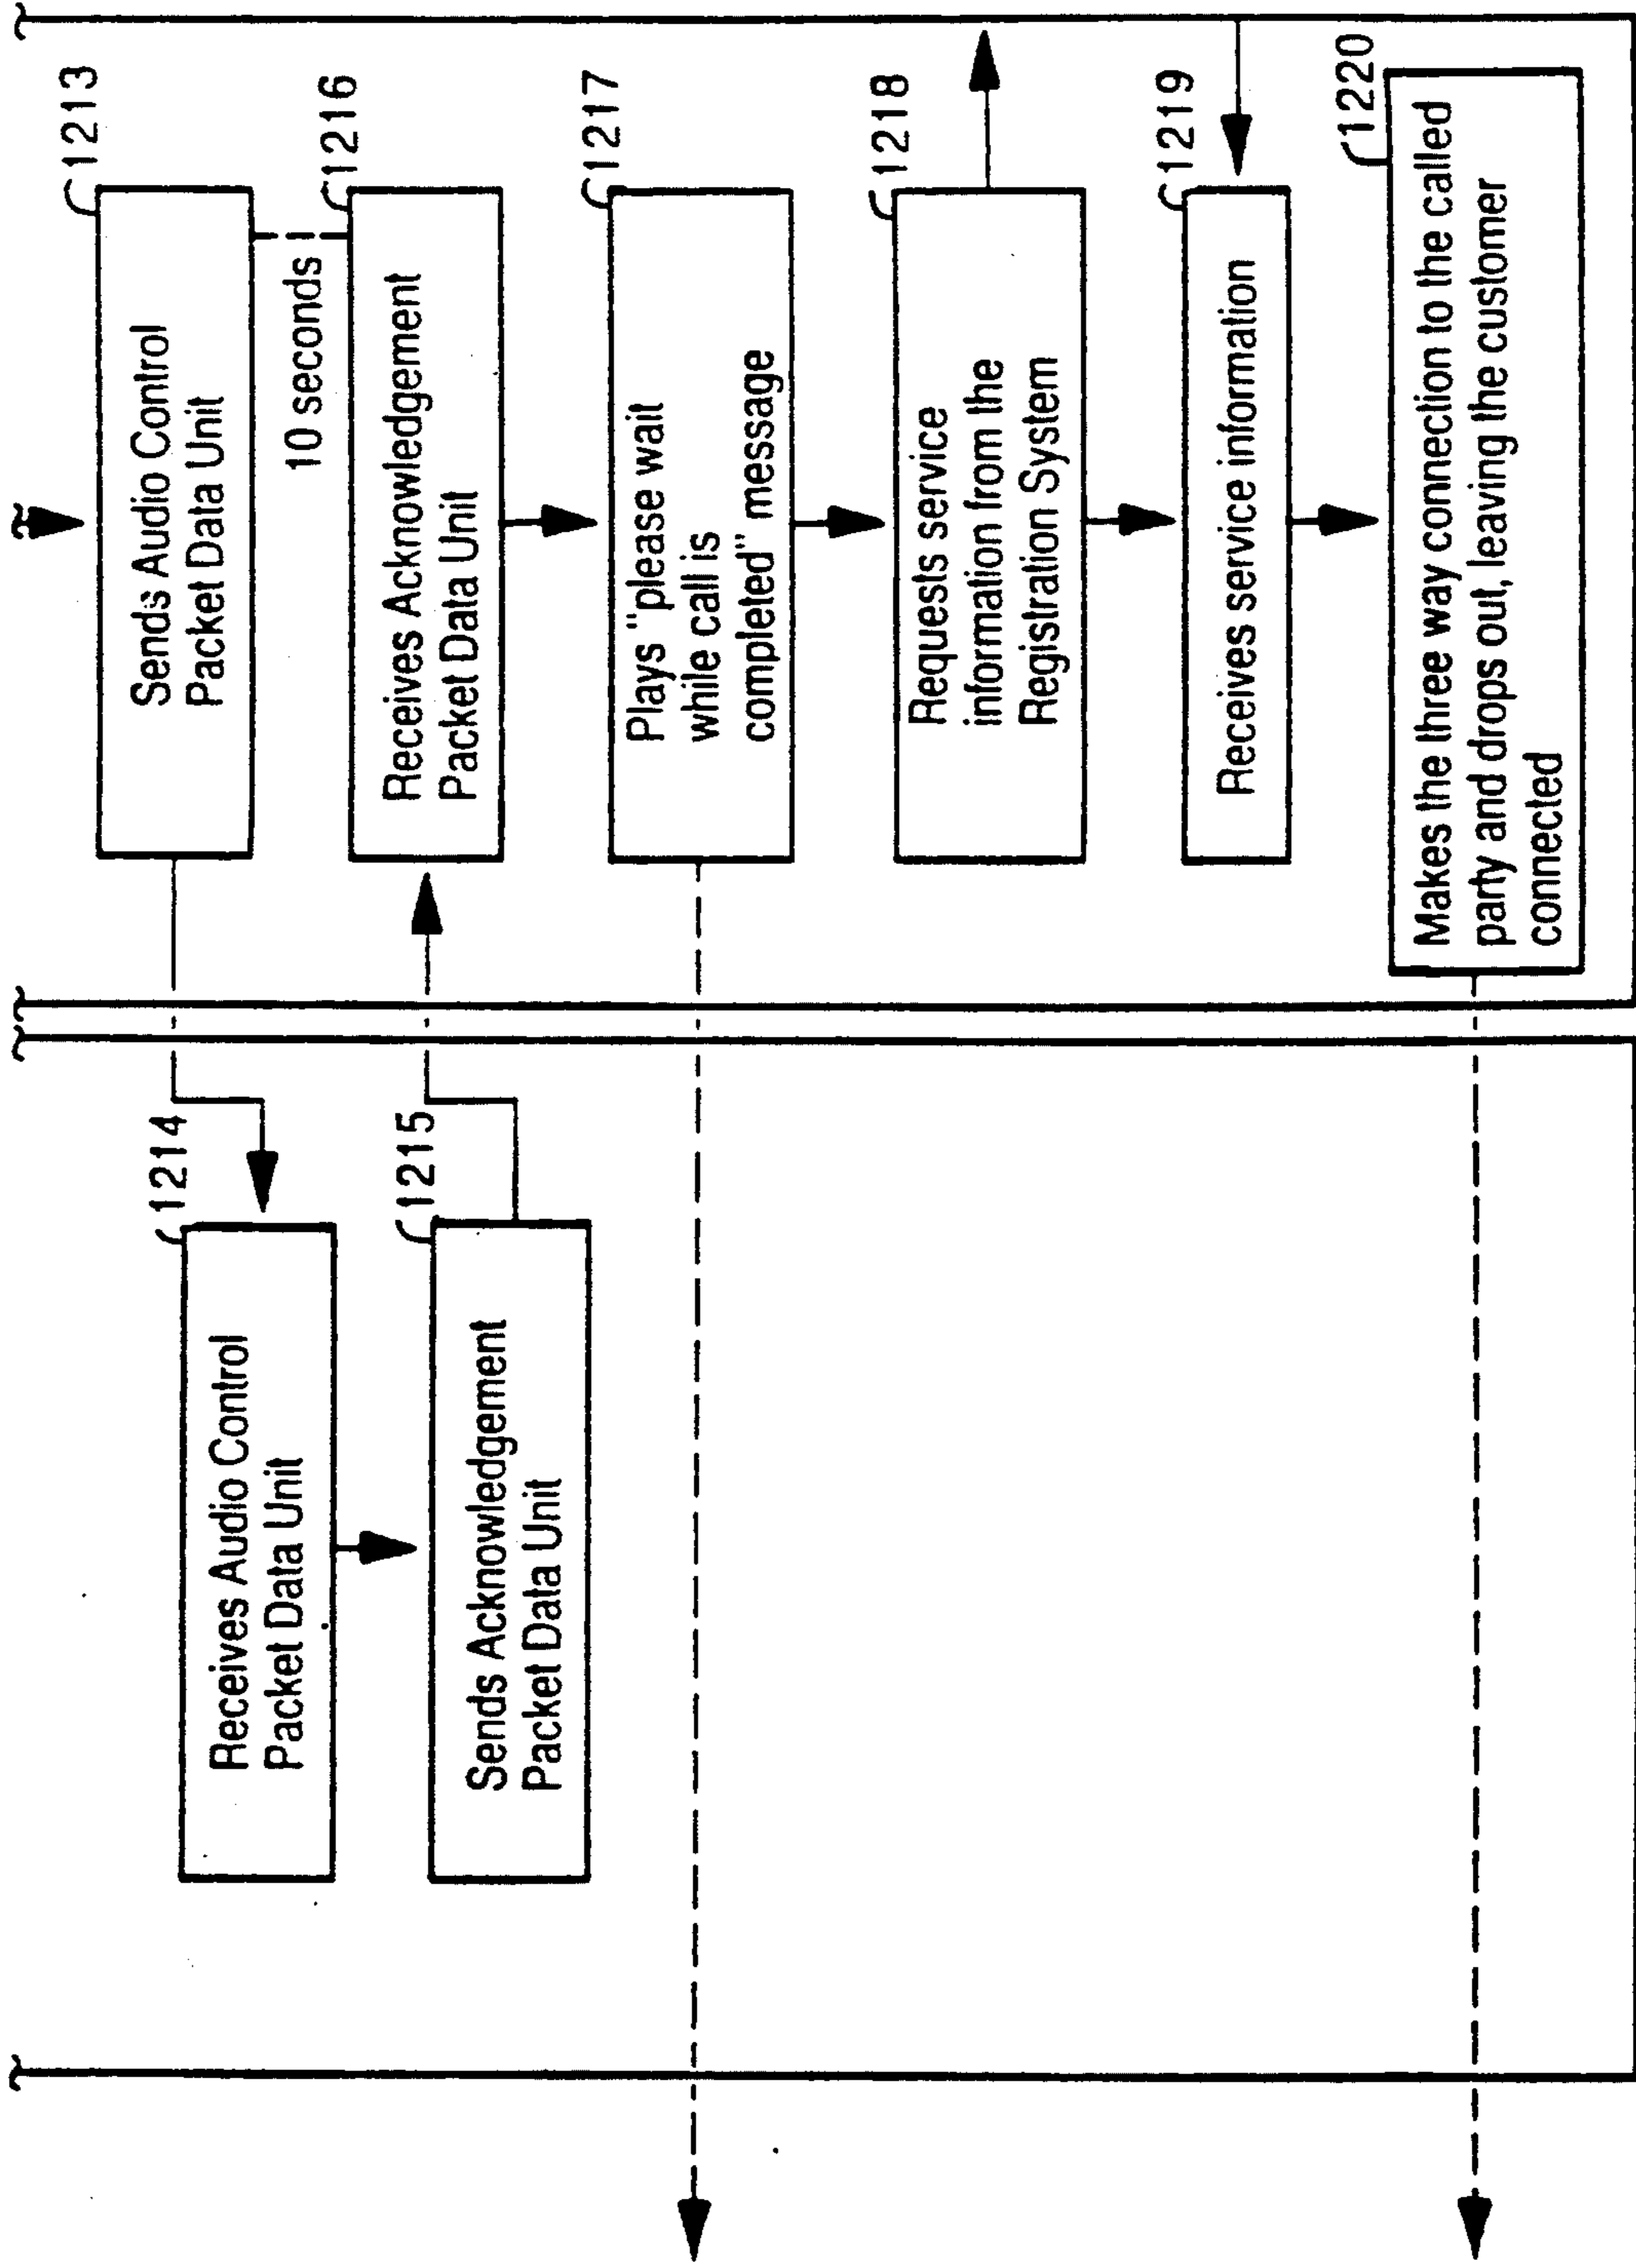 1213
Sends Audio Control
Packet Data Unit
10 seconds
1214
Receives Audio Control
Packet Data Unit
1215
Sends Acknowledgement
Packet Data Unit
1216
Receives Acknowledgement
Packet Data Unit
1217
Plays "please wait
while call is
completed" message
1218
Requests service
information from the
Registration System
1219
Receives service information
1220
Makes the three way connection to the called
party and drops out, leaving the customer
connected